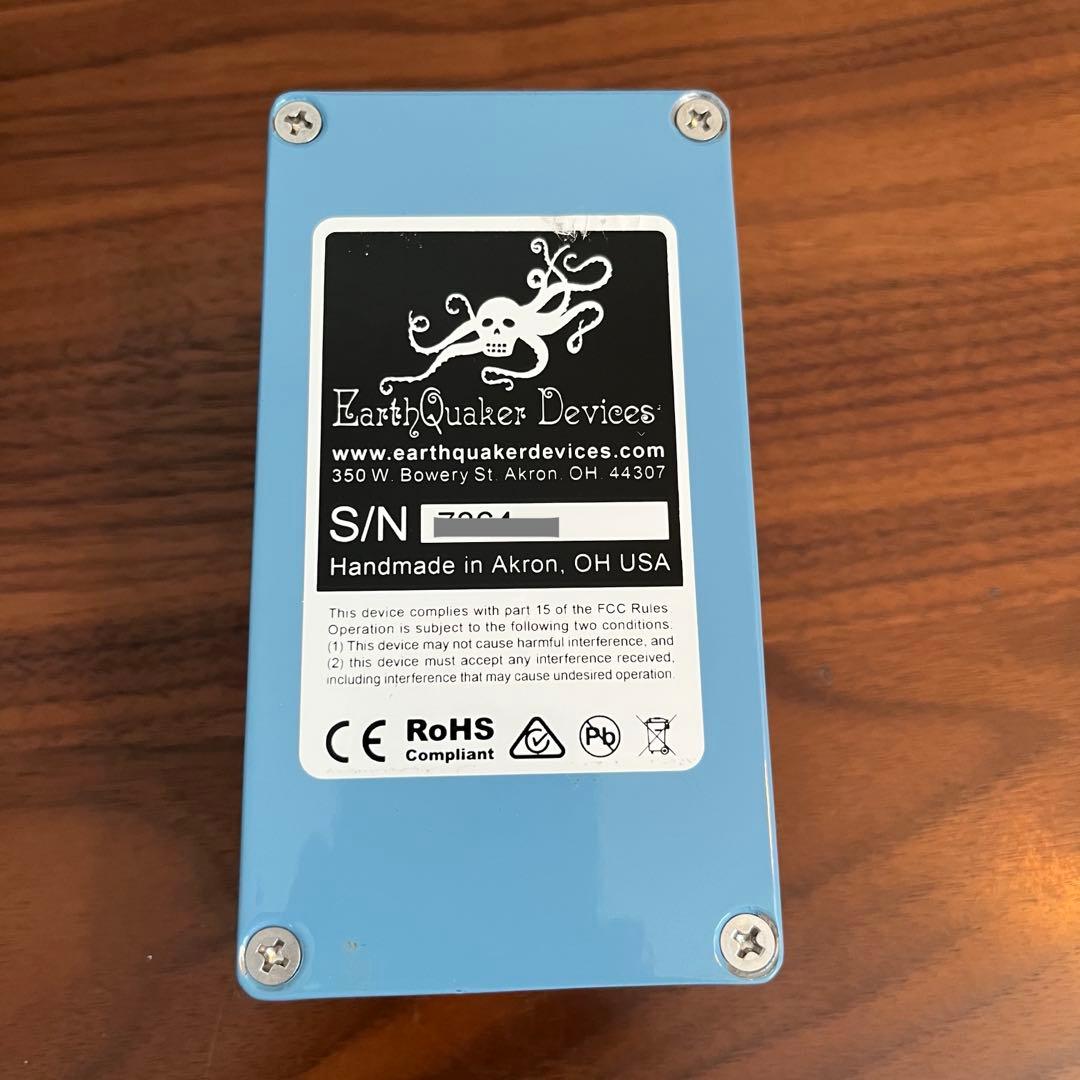 EarthQuaker Devices
www.earthquakerdevices.com
350 W. Bowery St. Akron, OH. 44307
S/N
Handmade in Akron, OH USA
This device complies with part 15 of the FCC Rules
Operation is subject to the following two conditions.
(1) This device may not cause harmful interference, and
(2) this device must accept any interference received,
including interference that may cause undesired operation.
CE RoHS Pb
Compliant